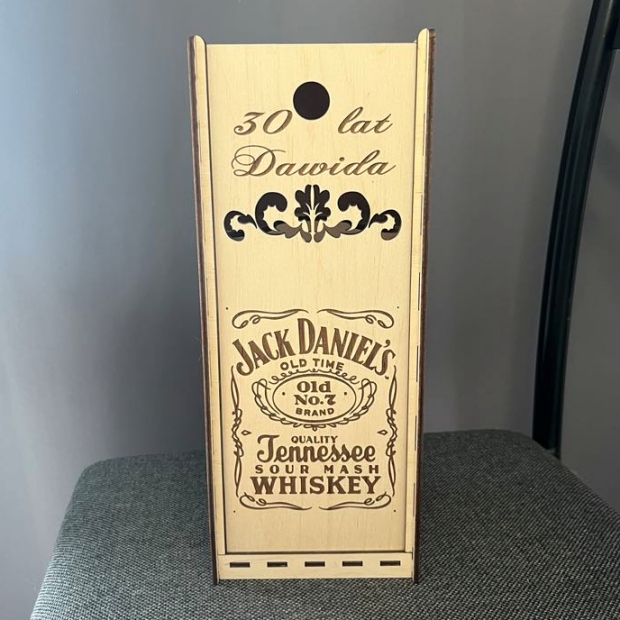 30 lat
Dawida
JACK DANIEL'S
OLD TIME
Old
No.7
BRAND
QUALITY
Tennessee
SOUR MASH
WHISKEY